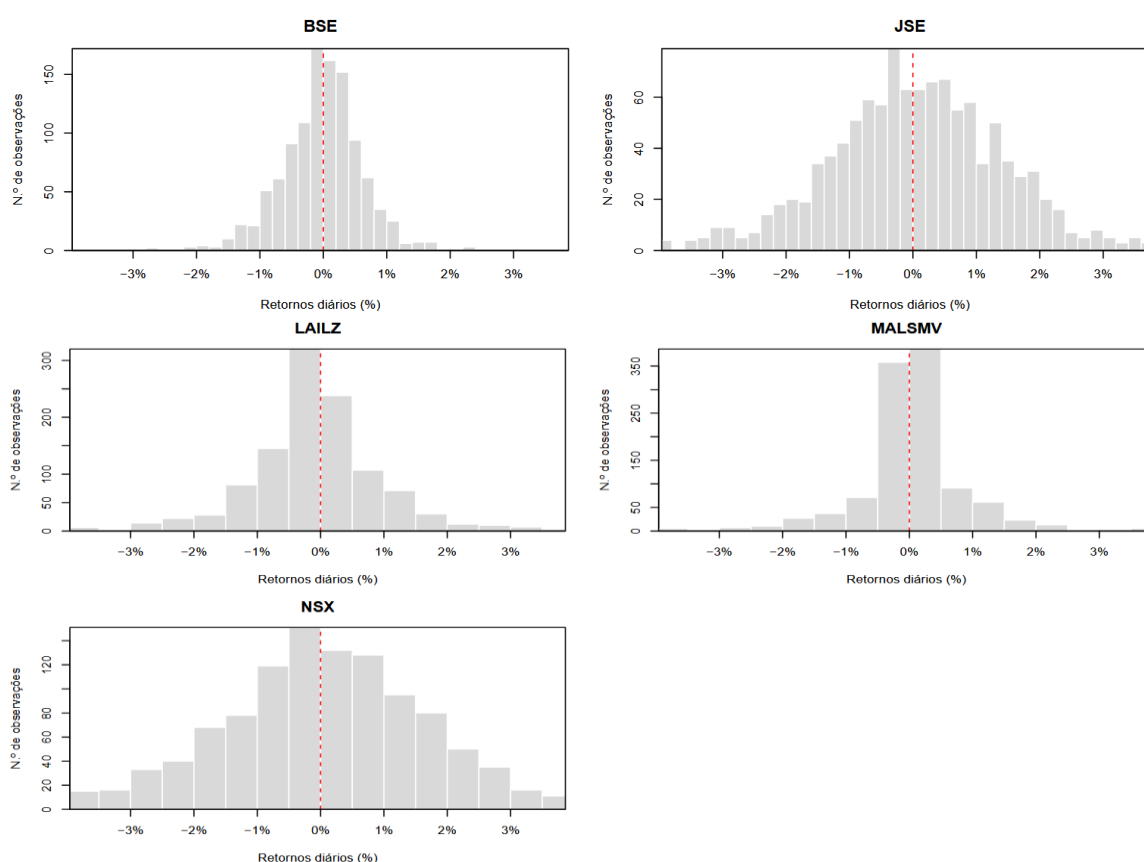 BSE
N.º de observações
150
100
50
0
−3% −2% −1% 0% 1% 2% 3%
Retornos diários (%)
JSE
N.º de observações
60
40
20
0
−3% −2% −1% 0% 1% 2% 3%
Retornos diários (%)
LAILZ
N.º de observações
300
200
100
50
0
−3% −2% −1% 0% 1% 2% 3%
Retornos diários (%)
MALSMV
N.º de observações
350
250
150
50
0
−3% −2% −1% 0% 1% 2% 3%
Retornos diários (%)
NSX
N.º de observações
120
80
60
40
20
0
−3% −2% −1% 0% 1% 2% 3%
Retornos diários (%)